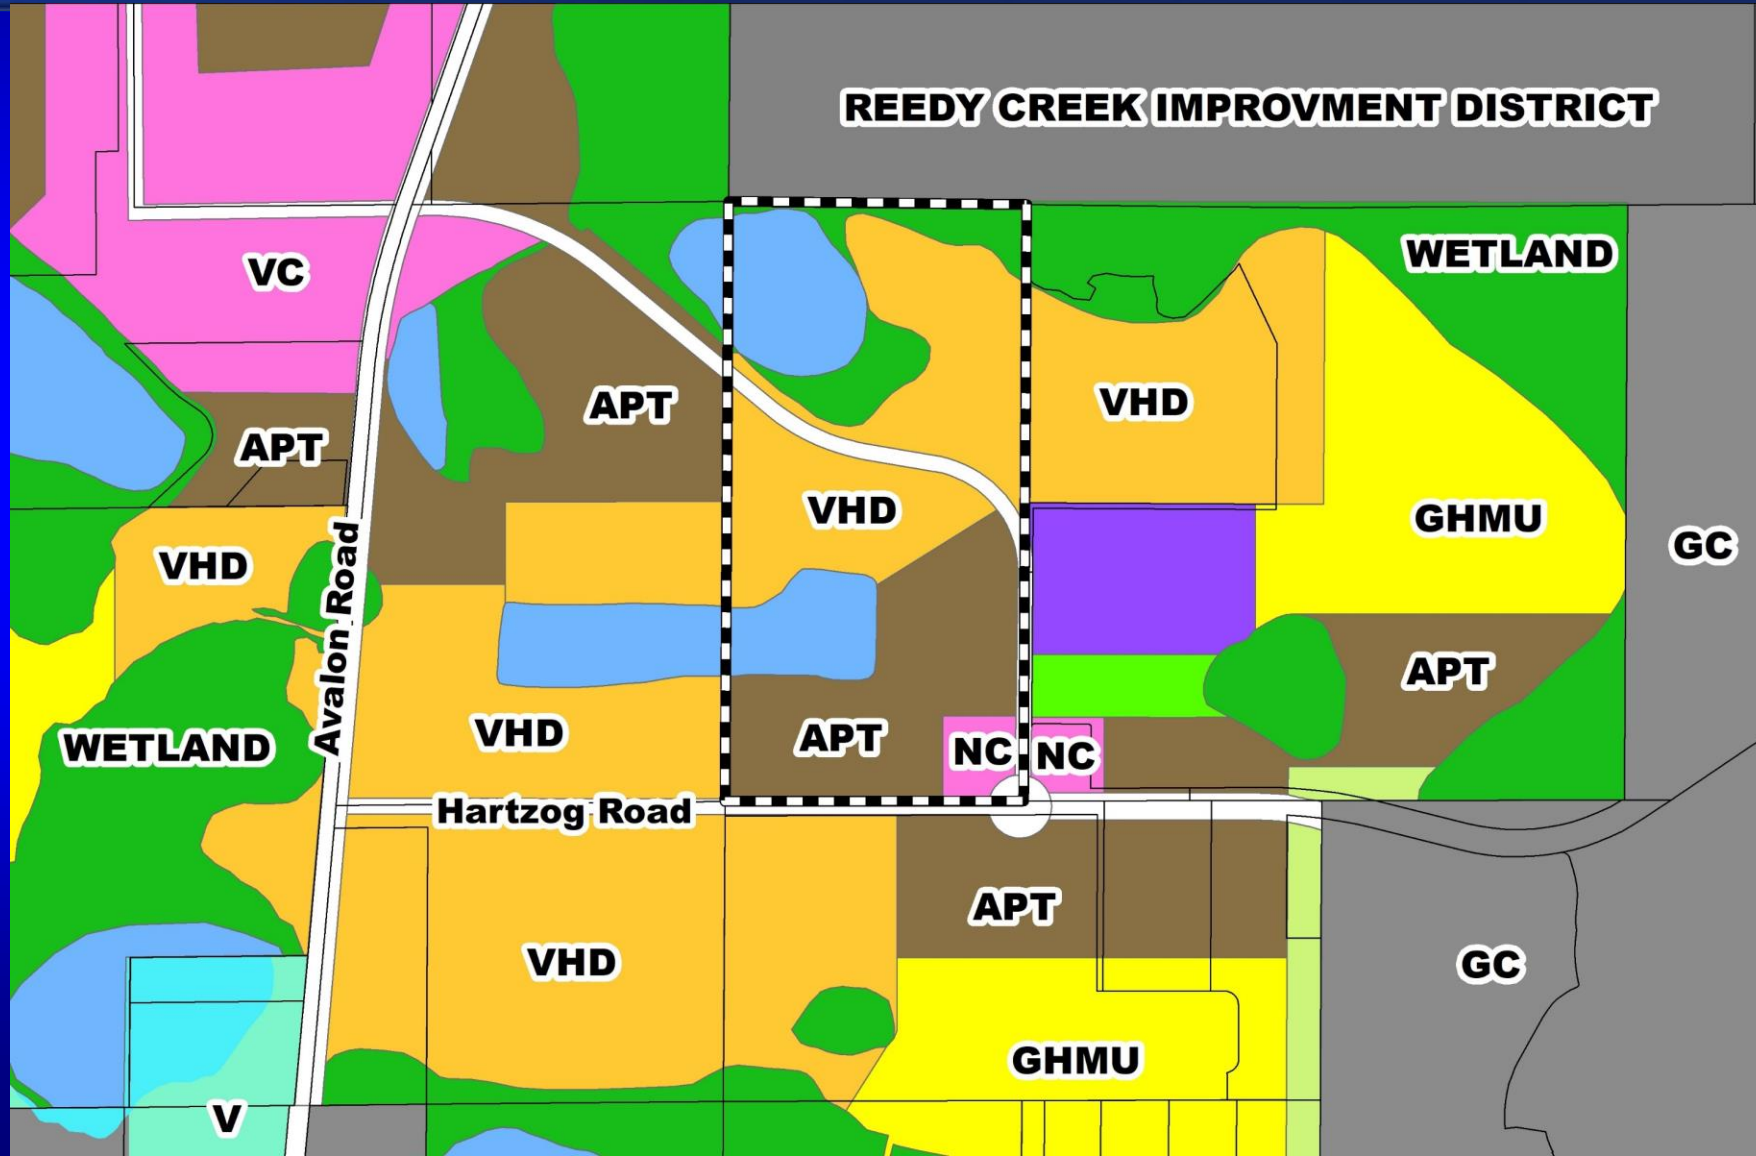 REEDY CREEK IMPROVMENT DISTRICT
WETLAND
VC
APT
VHD
APT
VHD
GHMU
GC
VHD
Avalon Road
APT
VHD
APT
NC
NC
WETLAND
Hartzog Road
APT
VHD
GC
GHMU
V